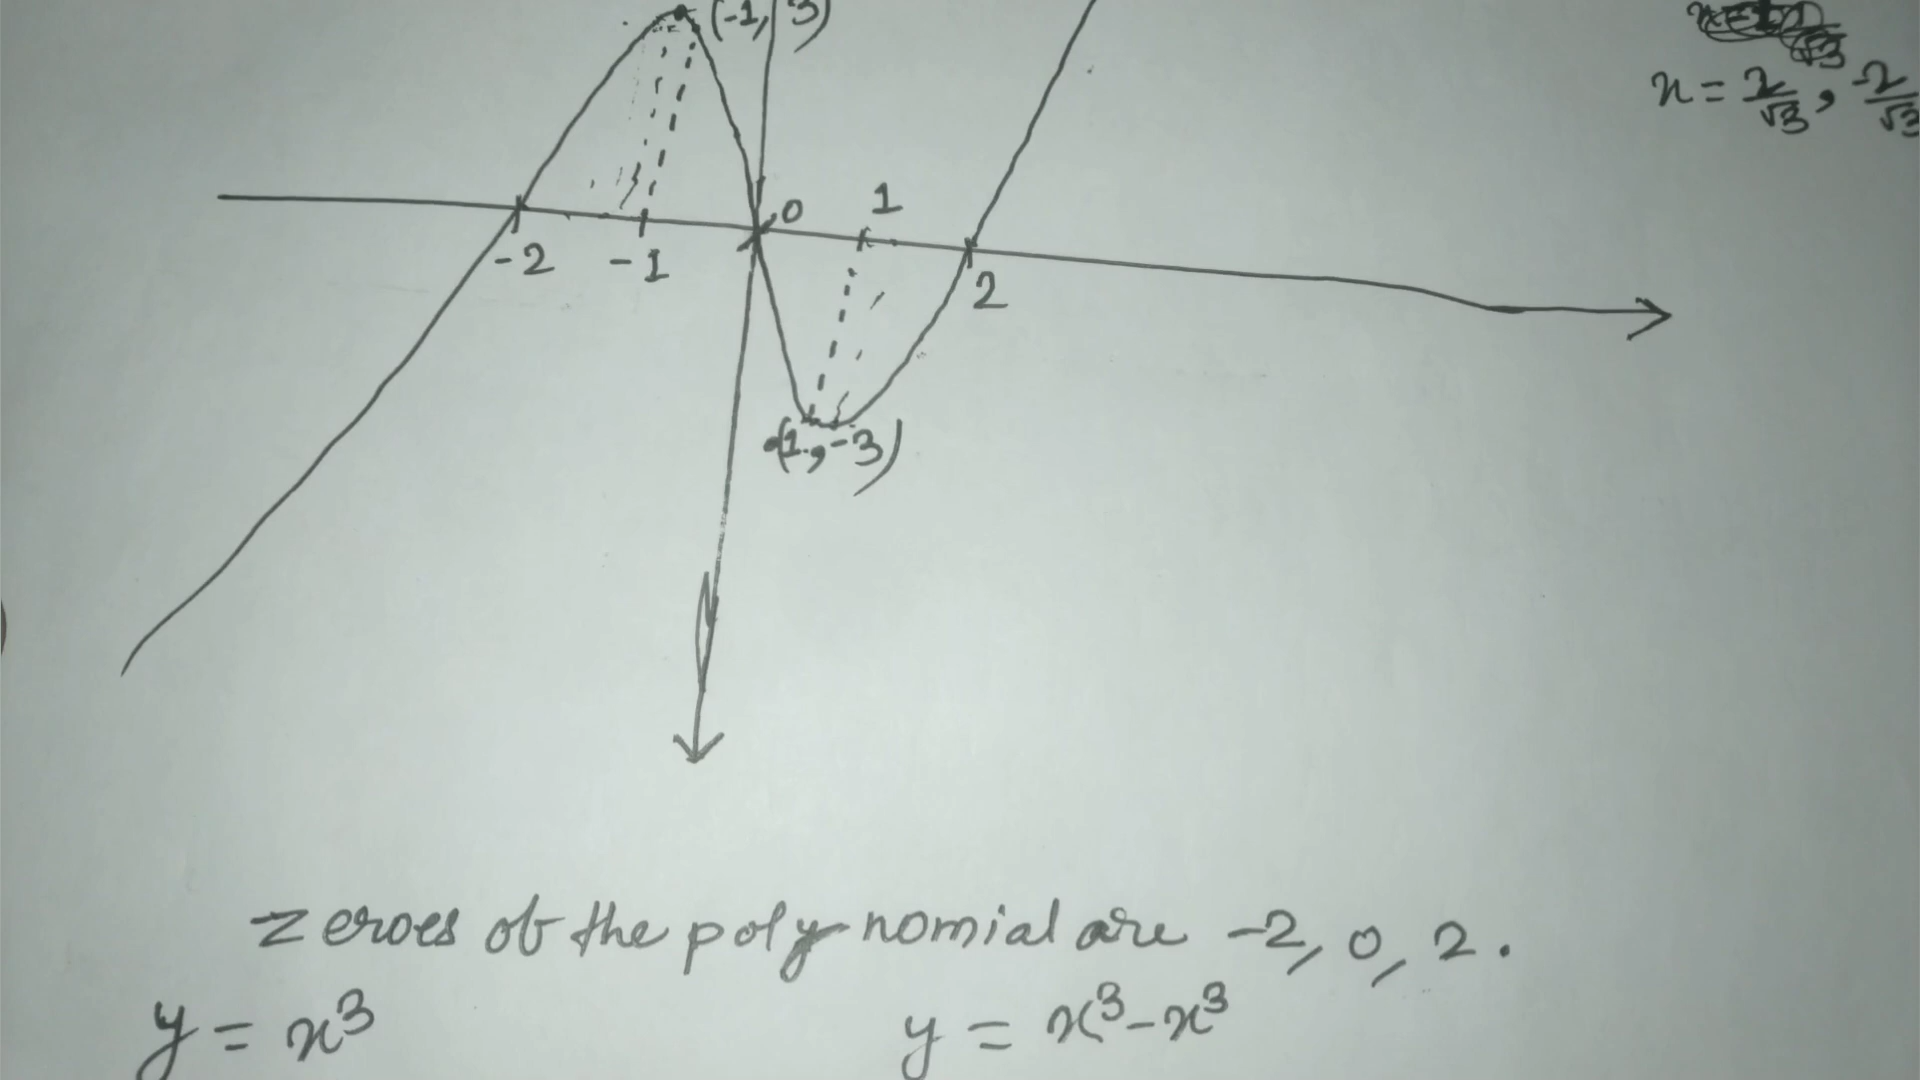 (-1, 3)
x = 2/√3, -2/√3
0
1
-2
-1
2
(1, -3)
zeroes of the polynomial are -2, 0, 2.
y = x³
y = x³-x³